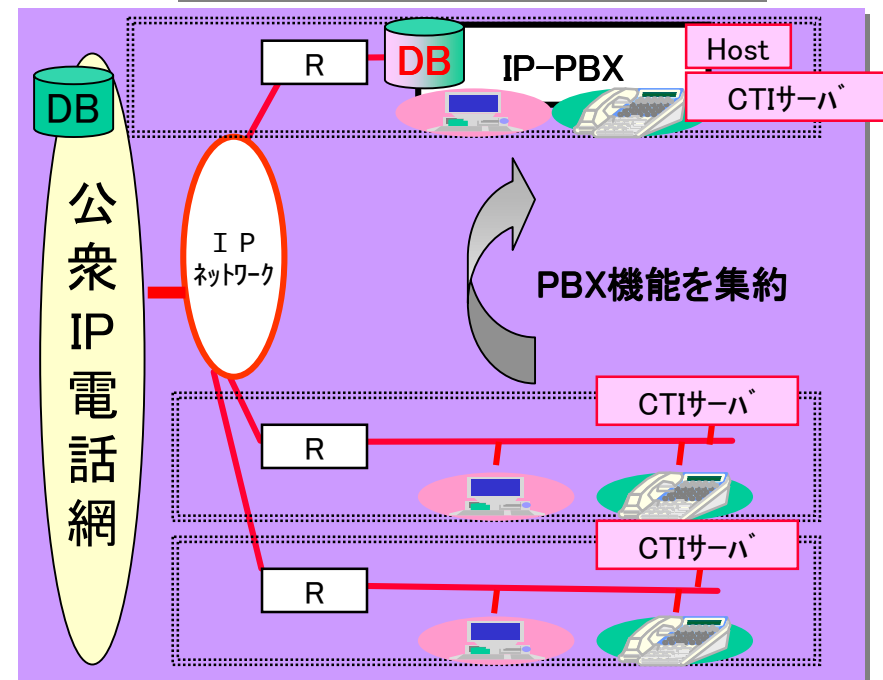 R
DB
IP-PBX
Host
CTIｻｰﾊﾞ
DB
公衆IP電話網
ＩＰ
ﾈｯﾄﾜｰｸ
PBX機能を集約
CTIｻｰﾊﾞ
R
CTIｻｰﾊﾞ
R